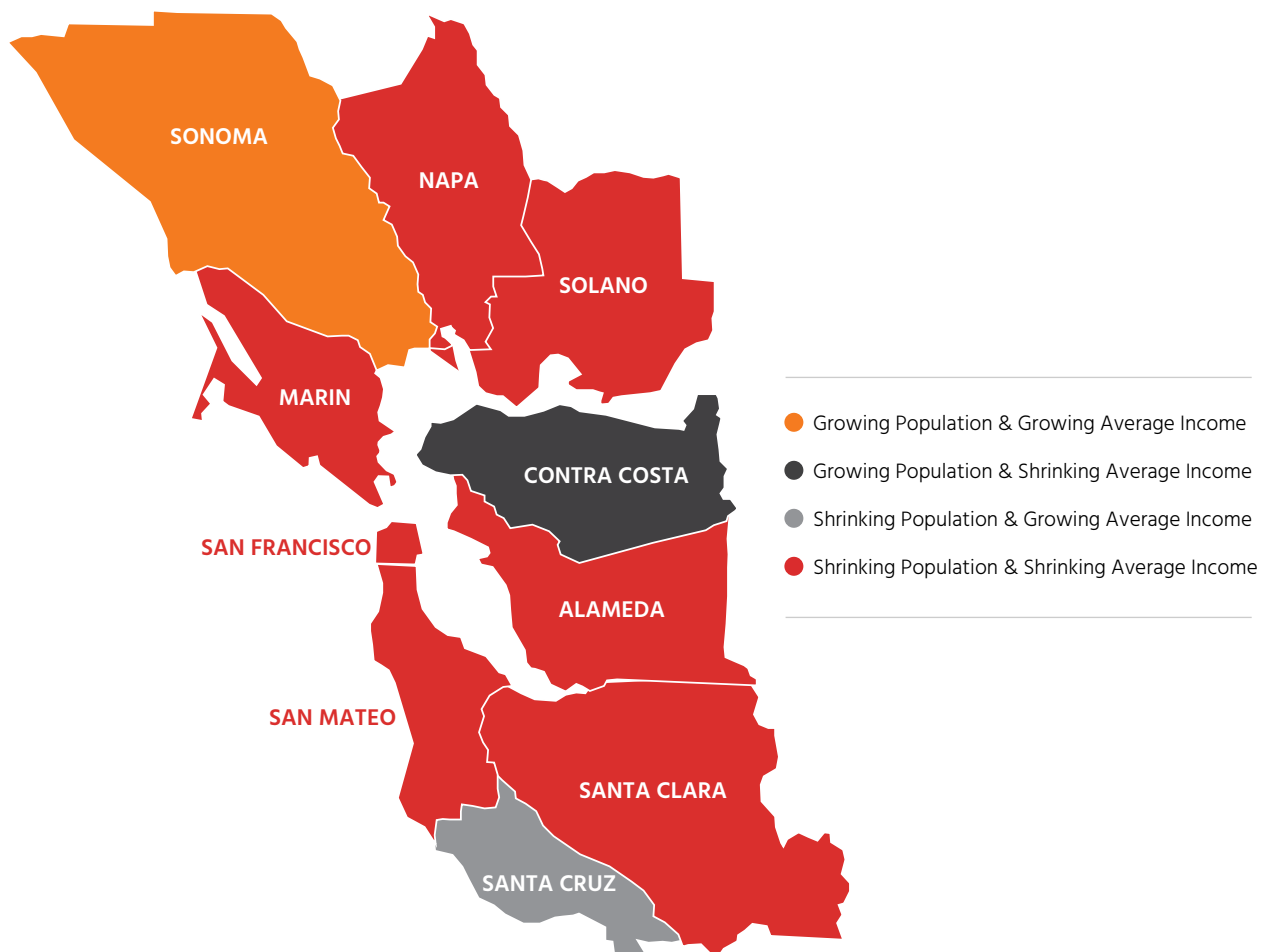 SONOMA
NAPA
SOLANO
MARIN
CONTRA COSTA
SAN FRANCISCO
ALAMEDA
SAN MATEO
SANTA CLARA
SANTA CRUZ
Growing Population & Growing Average Income
Growing Population & Shrinking Average Income
Shrinking Population & Growing Average Income
Shrinking Population & Shrinking Average Income